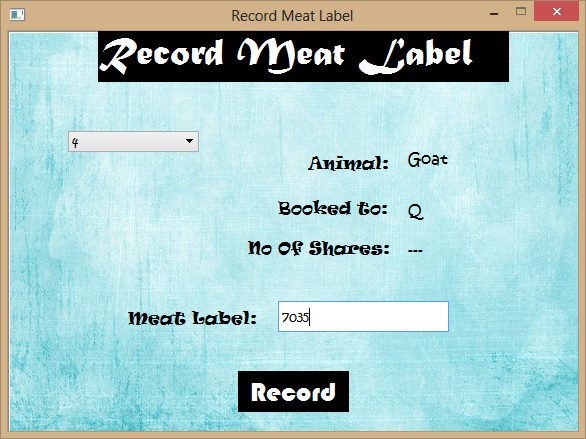 Record Meat Label
Record Meat Label
4
Animal: Goat
Booked to: Q
No Of Shares: ---
Meat Label: 7035
Record